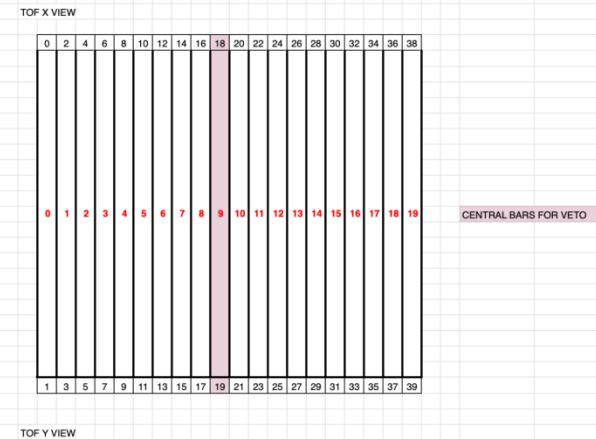 TOF X VIEW
0 2 4 6 8 10 12 14 16 18 20 22 24 26 28 30 32 34 36 38
0 1 2 3 4 5 6 7 8 9 10 11 12 13 14 15 16 17 18 19
CENTRAL BARS FOR VETO
1 3 5 7 9 11 13 15 17 19 21 23 25 27 29 31 33 35 37 39
TOF Y VIEW